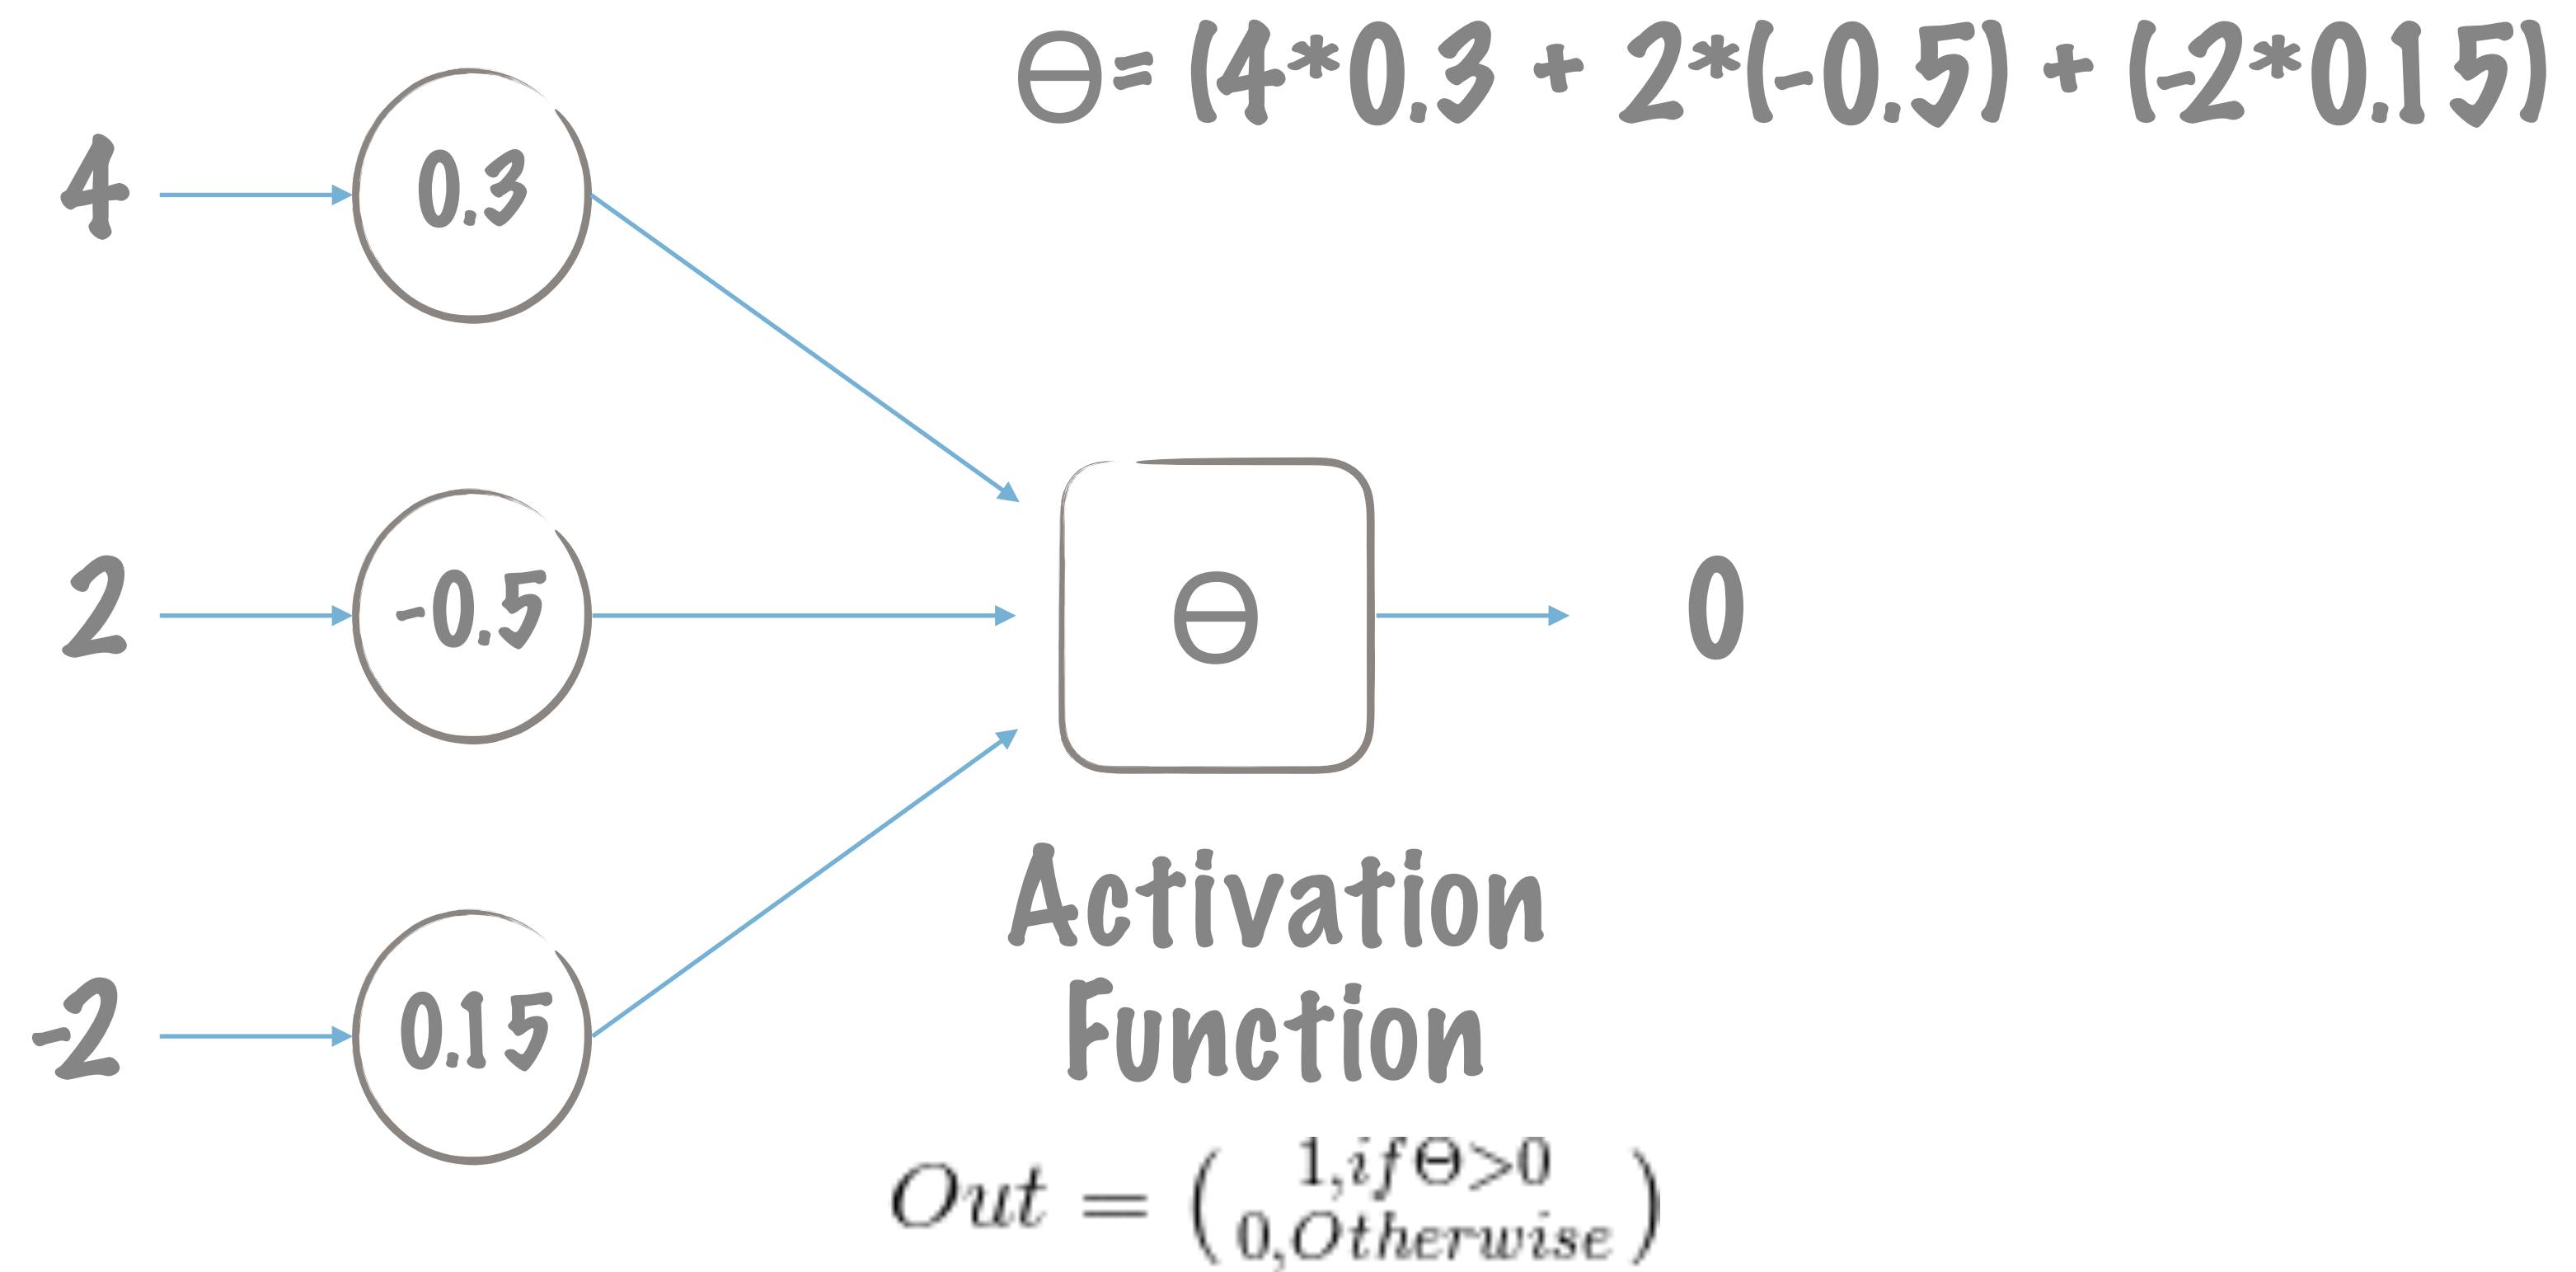 Θ= (4*0.3 + 2*(-0.5) + (-2*0.15)
4
0.3
2
-0.5
Θ
0
-2
0.15
Activation
Function
Out = ( 1,if Θ>0
0,Otherwise )